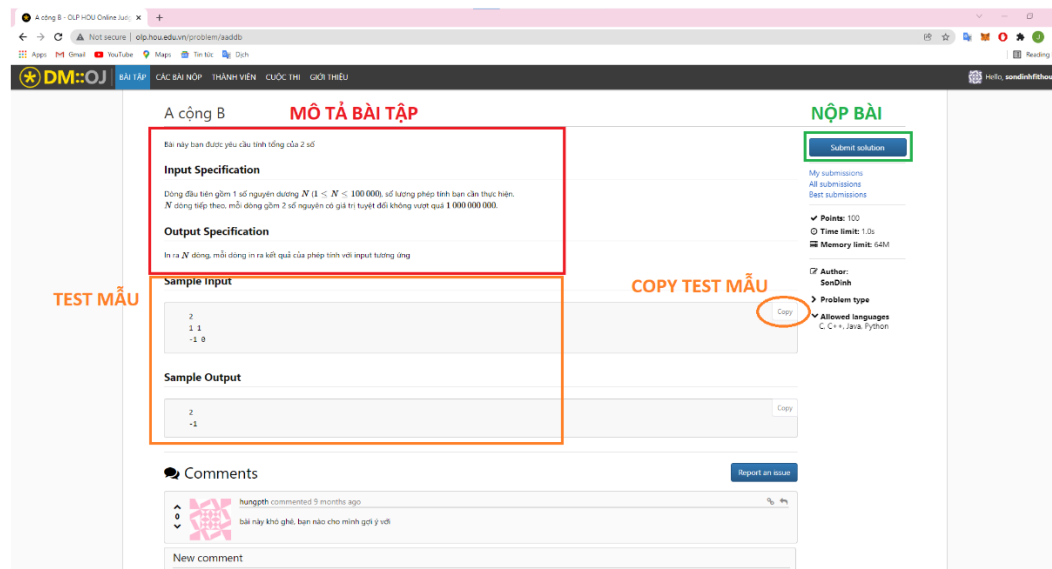 A cộng B - OLP HOU Online Judg
Not secure | olp.hou.edu.vn/problem/aaddb
Apps Gmail YouTube Maps Tin tức Dịch Reading
DM::OJ BÀI TẬP CÁC BÀI NỘP THÀNH VIÊN CUỘC THI GIỚI THIỆU Hello, sondinhfithou
A cộng B
MÔ TẢ BÀI TẬP
NỘP BÀI
Bài này bạn được yêu cầu tính tổng của 2 số
Submit solution
Input Specification
My submissions
All submissions
Best submissions
Dòng đầu tiên gồm 1 số nguyên dương N (1 ≤ N ≤ 100 000), số lượng phép tính bạn cần thực hiện.
N dòng tiếp theo, mỗi dòng gồm 2 số nguyên có giá trị tuyệt đối không vượt quá 1 000 000 000.
Points: 100
Time limit: 1.0s
Memory limit: 64M
Output Specification
In ra N dòng, mỗi dòng in ra kết quả của phép tính với input tương ứng
Author:
SonDinh
Problem type
Allowed languages
C, C++, Java, Python
TEST MẪU
Sample Input
COPY TEST MẪU
Copy
2
1 1
-1 0
Sample Output
Copy
2
-1
Comments
Report an issue
hungpth commented 9 months ago
0
bài này khó ghê, bạn nào cho mình gợi ý với
New comment